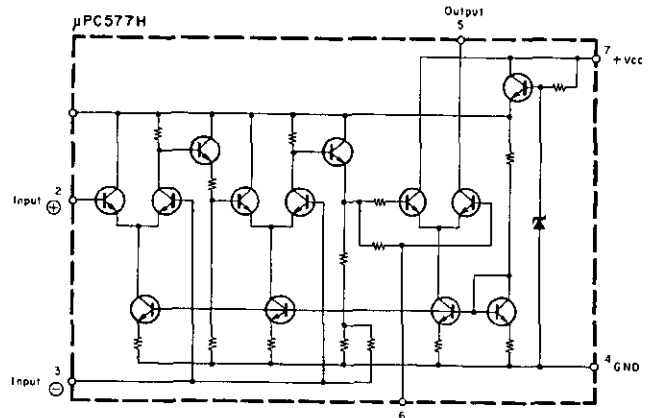 μPC577H
Output
5
7
+Vcc
2
Input ⊕
4 GND
3
Input ⊖
6